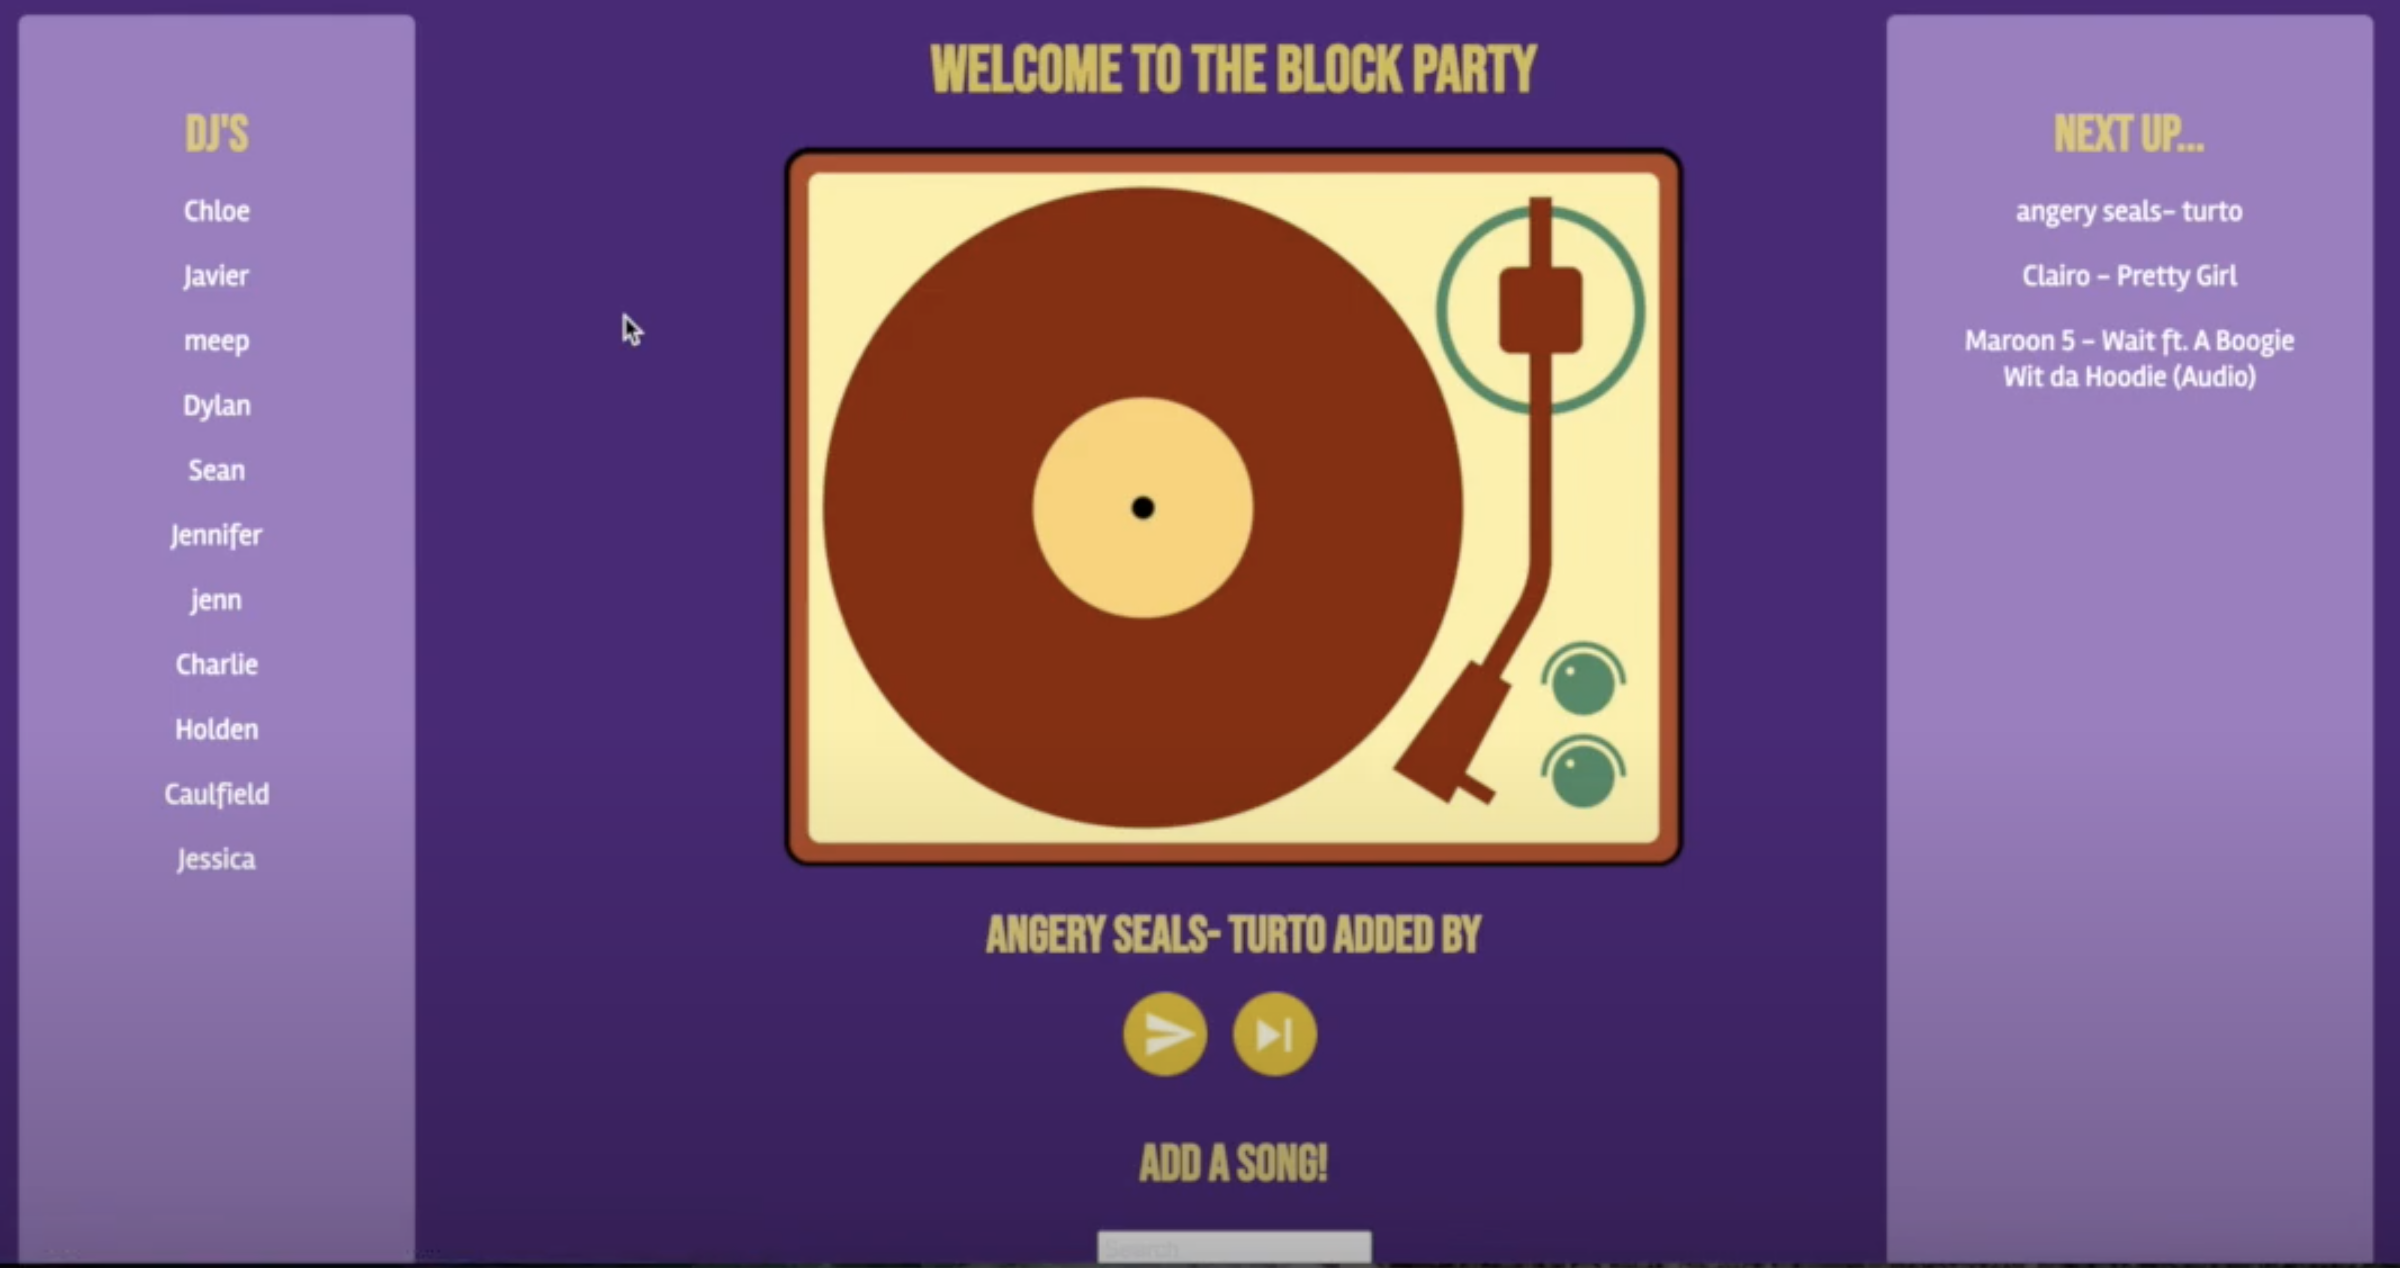 WELCOME TO THE BLOCK PARTY
DJ'S
Chloe
Javier
meep
Dylan
Sean
Jennifer
jenn
Charlie
Holden
Caulfield
Jessica
ANGERY SEALS- TURTO ADDED BY
ADD A SONG!
Search
NEXT UP...
angery seals- turto
Clairo - Pretty Girl
Maroon 5 - Wait ft. A Boogie
Wit da Hoodie (Audio)